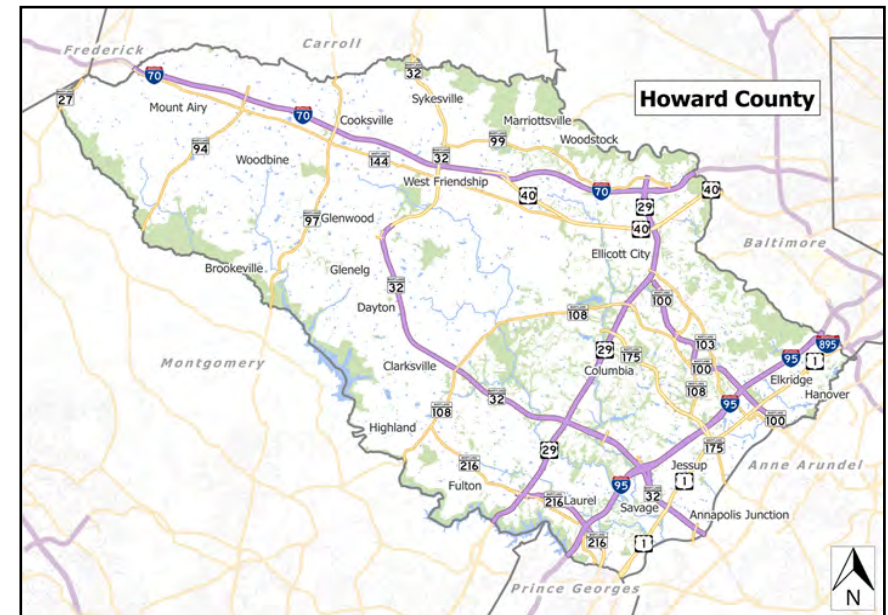 Carroll
Frederick
Howard County
70
32
27
Mount Airy
Sykesville
70
Cooksville
Marriottsville
Woodstock
99
94
Woodbine
144
32
West Friendship
70
40
40
29
97
Glenwood
40
Baltimore
Ellicott City
Brookeville
Glenelg
32
Dayton
100
108
103
895
29
175
95
1
Montgomery
Clarksville
Columbia
100
Elkridge
32
108
Hanover
95
108
100
Highland
29
175
216
Jessup
Anne Arundel
Fulton
1
95
32
216
Laurel
Savage
Annapolis Junction
216
1
Prince Georges
N